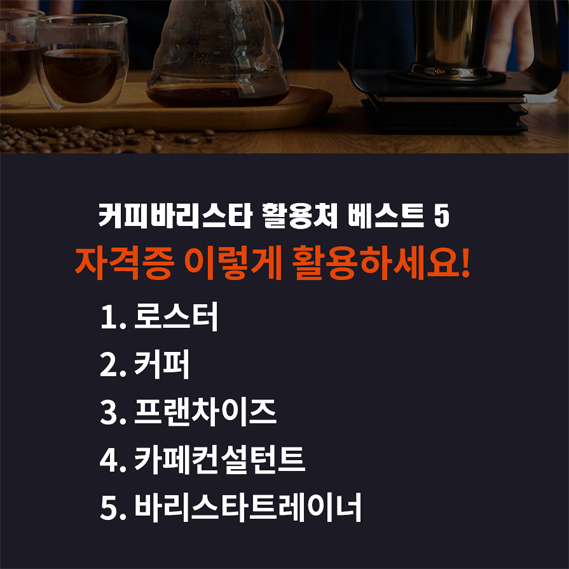 커피바리스타 활용처 베스트 5
자격증 이렇게 활용하세요!
1. 로스터
2. 커퍼
3. 프랜차이즈
4. 카페컨설턴트
5. 바리스타트레이너